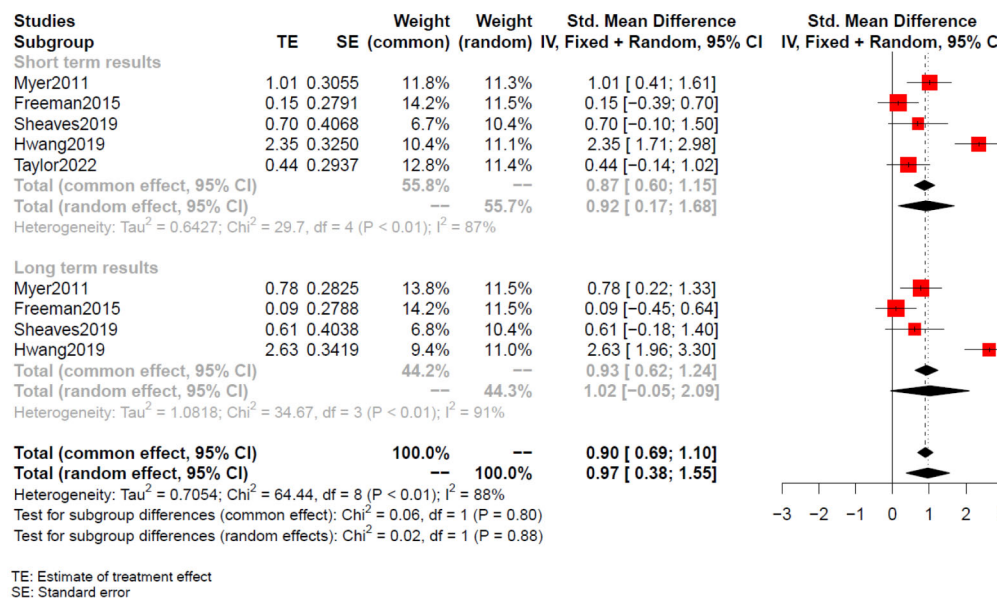 Studies Weight Weight Std. Mean Difference Std. Mean Difference
Subgroup TE SE (common) (random) IV, Fixed + Random, 95% CI IV, Fixed + Random, 95% CI
Short term results
Myer2011 1.01 0.3055 11.8% 11.3% 1.01 [ 0.41; 1.61]
Freeman2015 0.15 0.2791 14.2% 11.5% 0.15 [−0.39; 0.70]
Sheaves2019 0.70 0.4068 6.7% 10.4% 0.70 [−0.10; 1.50]
Hwang2019 2.35 0.3250 10.4% 11.1% 2.35 [ 1.71; 2.98]
Taylor2022 0.44 0.2937 12.8% 11.4% 0.44 [−0.14; 1.02]
Total (common effect, 95% CI) 55.8% −− 0.87 [ 0.60; 1.15]
Total (random effect, 95% CI) −− 55.7% 0.92 [ 0.17; 1.68]
Heterogeneity: Tau² = 0.6427; Chi² = 29.7, df = 4 (P < 0.01); I² = 87%
Long term results
Myer2011 0.78 0.2825 13.8% 11.5% 0.78 [ 0.22; 1.33]
Freeman2015 0.09 0.2788 14.2% 11.5% 0.09 [−0.45; 0.64]
Sheaves2019 0.61 0.4038 6.8% 10.4% 0.61 [−0.18; 1.40]
Hwang2019 2.63 0.3419 9.4% 11.0% 2.63 [ 1.96; 3.30]
Total (common effect, 95% CI) 44.2% −− 0.93 [ 0.62; 1.24]
Total (random effect, 95% CI) −− 44.3% 1.02 [−0.05; 2.09]
Heterogeneity: Tau² = 1.0818; Chi² = 34.67, df = 3 (P < 0.01); I² = 91%
Total (common effect, 95% CI) 100.0% −− 0.90 [ 0.69; 1.10]
Total (random effect, 95% CI) −− 100.0% 0.97 [ 0.38; 1.55]
Heterogeneity: Tau² = 0.7054; Chi² = 64.44, df = 8 (P < 0.01); I² = 88%
Test for subgroup differences (common effect): Chi² = 0.06, df = 1 (P = 0.80)
Test for subgroup differences (random effects): Chi² = 0.02, df = 1 (P = 0.88)
−3 −2 −1 0 1 2
TE: Estimate of treatment effect
SE: Standard error